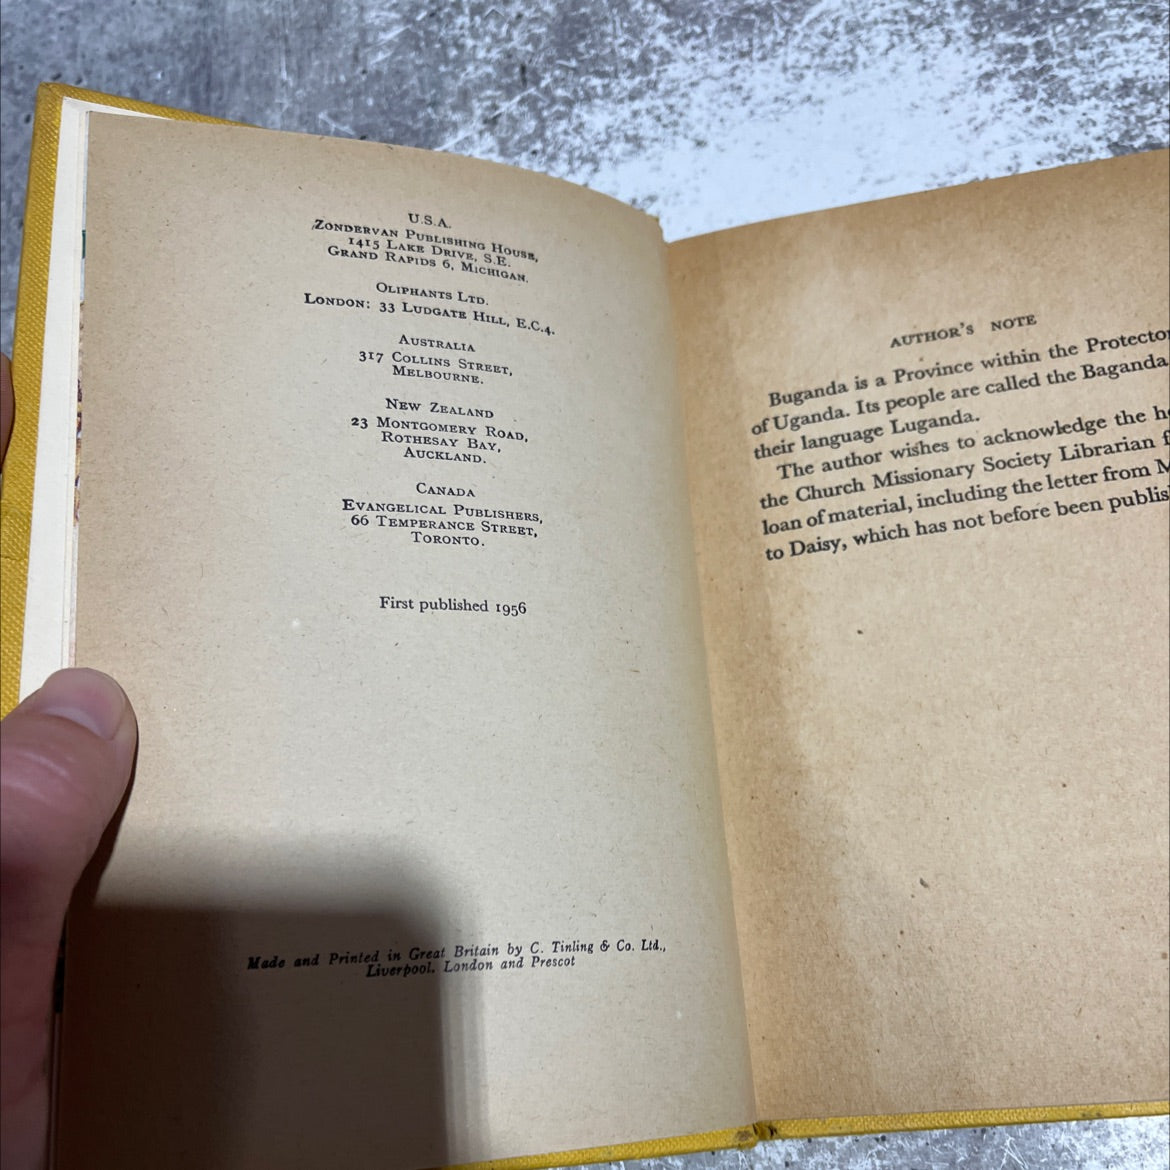 U.S.A.
Zondervan Publishing House,
1415 Lake Drive, S.E.
Grand Rapids 6, Michigan.
Oliphants Ltd.
London: 33 Ludgate Hill, E.C.4.
Australia
317 Collins Street,
Melbourne.
New Zealand
23 Montgomery Road,
Rothesay Bay,
Auckland.
Canada
Evangelical Publishers,
66 Temperance Street,
Toronto.
First published 1956
Made and Printed in Great Britain by C. Tinling & Co. Ltd.,
Liverpool, London and Prescot
AUTHOR'S NOTE
Buganda is a Province within the
of Uganda. Its people are called the Baganda,
their language Luganda.
The author wishes to acknowledge the
the Church Missionary Society Librarian
loan of material, including the letter from
to Daisy, which has not before been